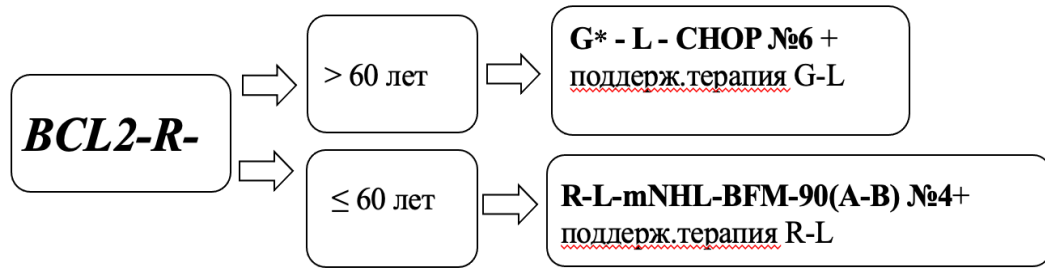 BCL2-R-
> 60 лет
G* - L - CHOP №6 +
поддерж.терапия G-L
≤ 60 лет
R-L-mNHL-BFM-90(A-B) №4+
поддерж.терапия R-L